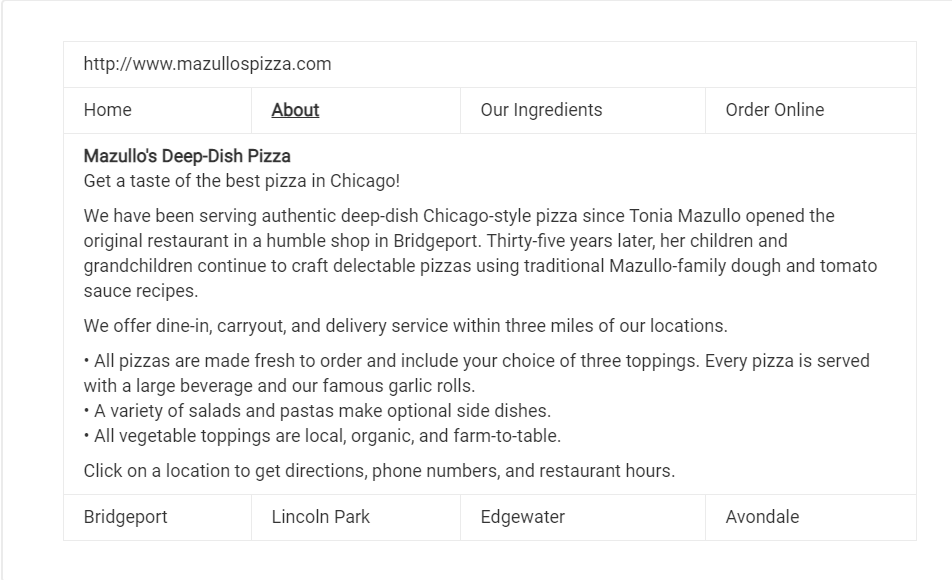 http://www.mazullospizza.com
Home
About
Our Ingredients
Order Online
Mazullo's Deep-Dish Pizza
Get a taste of the best pizza in Chicago!
We have been serving authentic deep-dish Chicago-style pizza since Tonia Mazullo opened the
original restaurant in a humble shop in Bridgeport. Thirty-five years later, her children and
grandchildren continue to craft delectable pizzas using traditional Mazullo-family dough and tomato
sauce recipes.
We offer dine-in, carryout, and delivery service within three miles of our locations.
• All pizzas are made fresh to order and include your choice of three toppings. Every pizza is served
with a large beverage and our famous garlic rolls.
• A variety of salads and pastas make optional side dishes.
• All vegetable toppings are local, organic, and farm-to-table.
Click on a location to get directions, phone numbers, and restaurant hours.
Bridgeport
Lincoln Park
Edgewater
Avondale